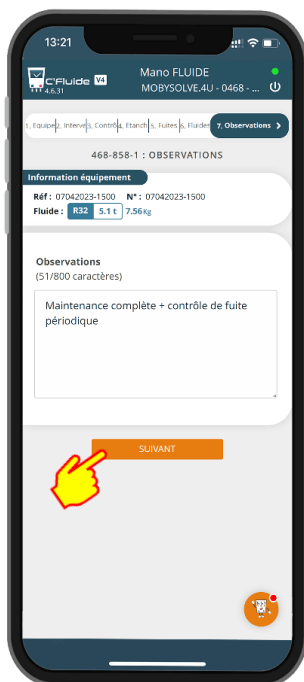 13:21
C'Fluide V4
4.6.31
Mano FLUIDE
MOBYSOLVE.4U - 0468 - ...
1. Equipe 2. Interve 3. Contrô 4. Etanch 5. Fuites 6. Fluides 7. Observations
468-858-1 : OBSERVATIONS
Information équipement
Réf : 07042023-1500 N° : 07042023-1500
Fluide : R32 5.1 t 7.56 Kg
Observations
(51/800 caractères)
Maintenance complète + contrôle de fuite
périodique
SUIVANT